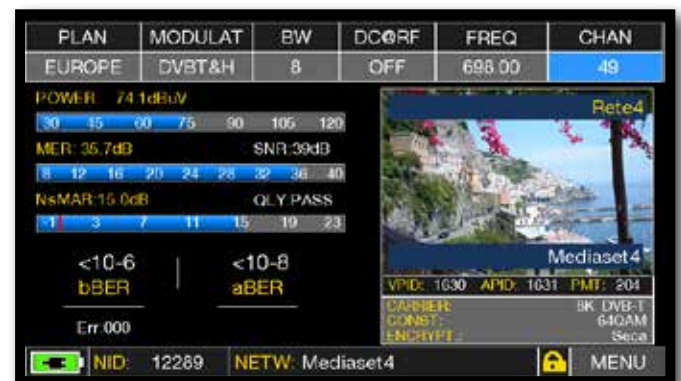 PLAN MODULAT BW DC@RF FREQ CHAN
EUROPE DVBT&H 8 OFF 698.00 49
POWER: 74.1dBuV
30 45 60 75 90 105 120
MER: 35.7dB SNR:39dB
8 12 16 20 24 28 32 36 40
NsMAR:15.0dB QLY:PASS
-1 3 7 11 15 19 23
<10-6 <10-8
bBER aBER
Err:000
Rete4
Mediaset4
VPID: 1630 APID: 1631 PMT: 204
CARRIER: 8K DVB-T
CONST: 64QAM
ENCRYPT.: Seca
NID: 12289 NETW: Mediaset4 MENU